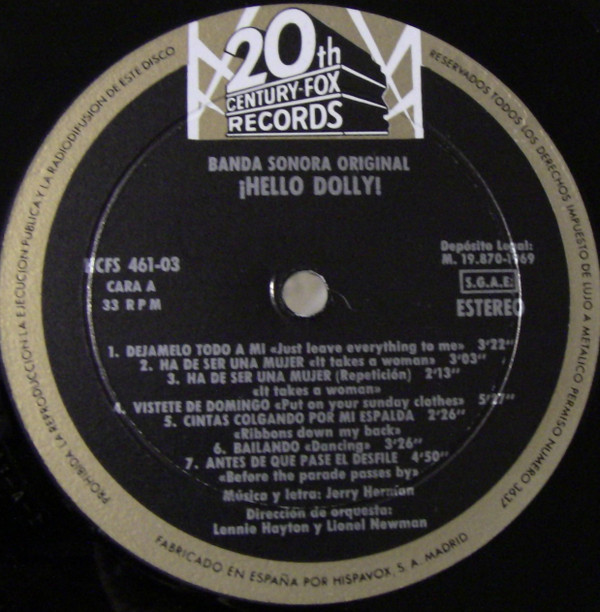 20th
CENTURY-FOX
RECORDS
BANDA SONORA ORIGINAL
¡HELLO DOLLY!
CFS 461-03
CARA A
33 RPM
Depósito Legal:
M. 19.870-1969
S.G.A.E.
ESTEREO
1. DEJAMELO TODO A MI «Just leave everything to me» 3'22"
2. HA DE SER UNA MUJER «It takes a woman» 3'03"
3. HA DE SER UNA MUJER (Repetición) 2'13"
«It takes a woman»
4. VISTETE DE DOMINGO «Put on your sunday clothes» 5'27"
5. CINTAS COLGANDO POR MI ESPALDA 2'26"
«Ribbons down my back»
6. BAILANDO «Dancing» 3'26"
7. ANTES DE QUE PASE EL DESFILE 4'50"
«Before the parade passes by»
Música y letra: Jerry Herman
Dirección de orquesta:
Lennie Hayton y Lionel Newman
PROHIBIDA LA REPRODUCCION LA EJECUCION PUBLICA Y LA RADIODIFUSION DE ESTE DISCO
RESERVADOS TODOS LOS DERECHOS IMPUESTO DE LUJO A METALICO PERMISO NUMERO 3637
FABRICADO EN ESPAÑA POR HISPAVOX, S. A. MADRID